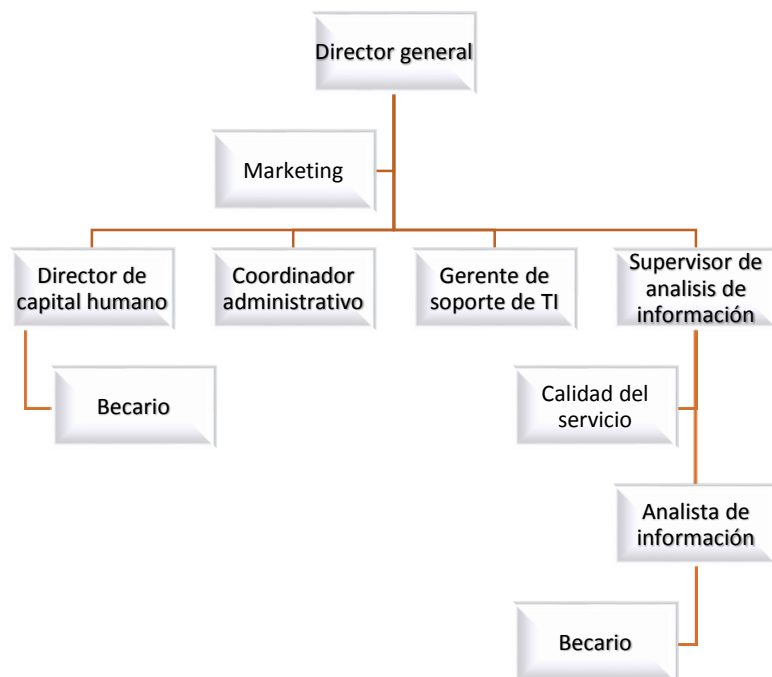 Director general
Marketing
Director de
capital humano
Coordinador
administrativo
Gerente de
soporte de TI
Supervisor de
analisis de
información
Becario
Calidad del
servicio
Analista de
información
Becario